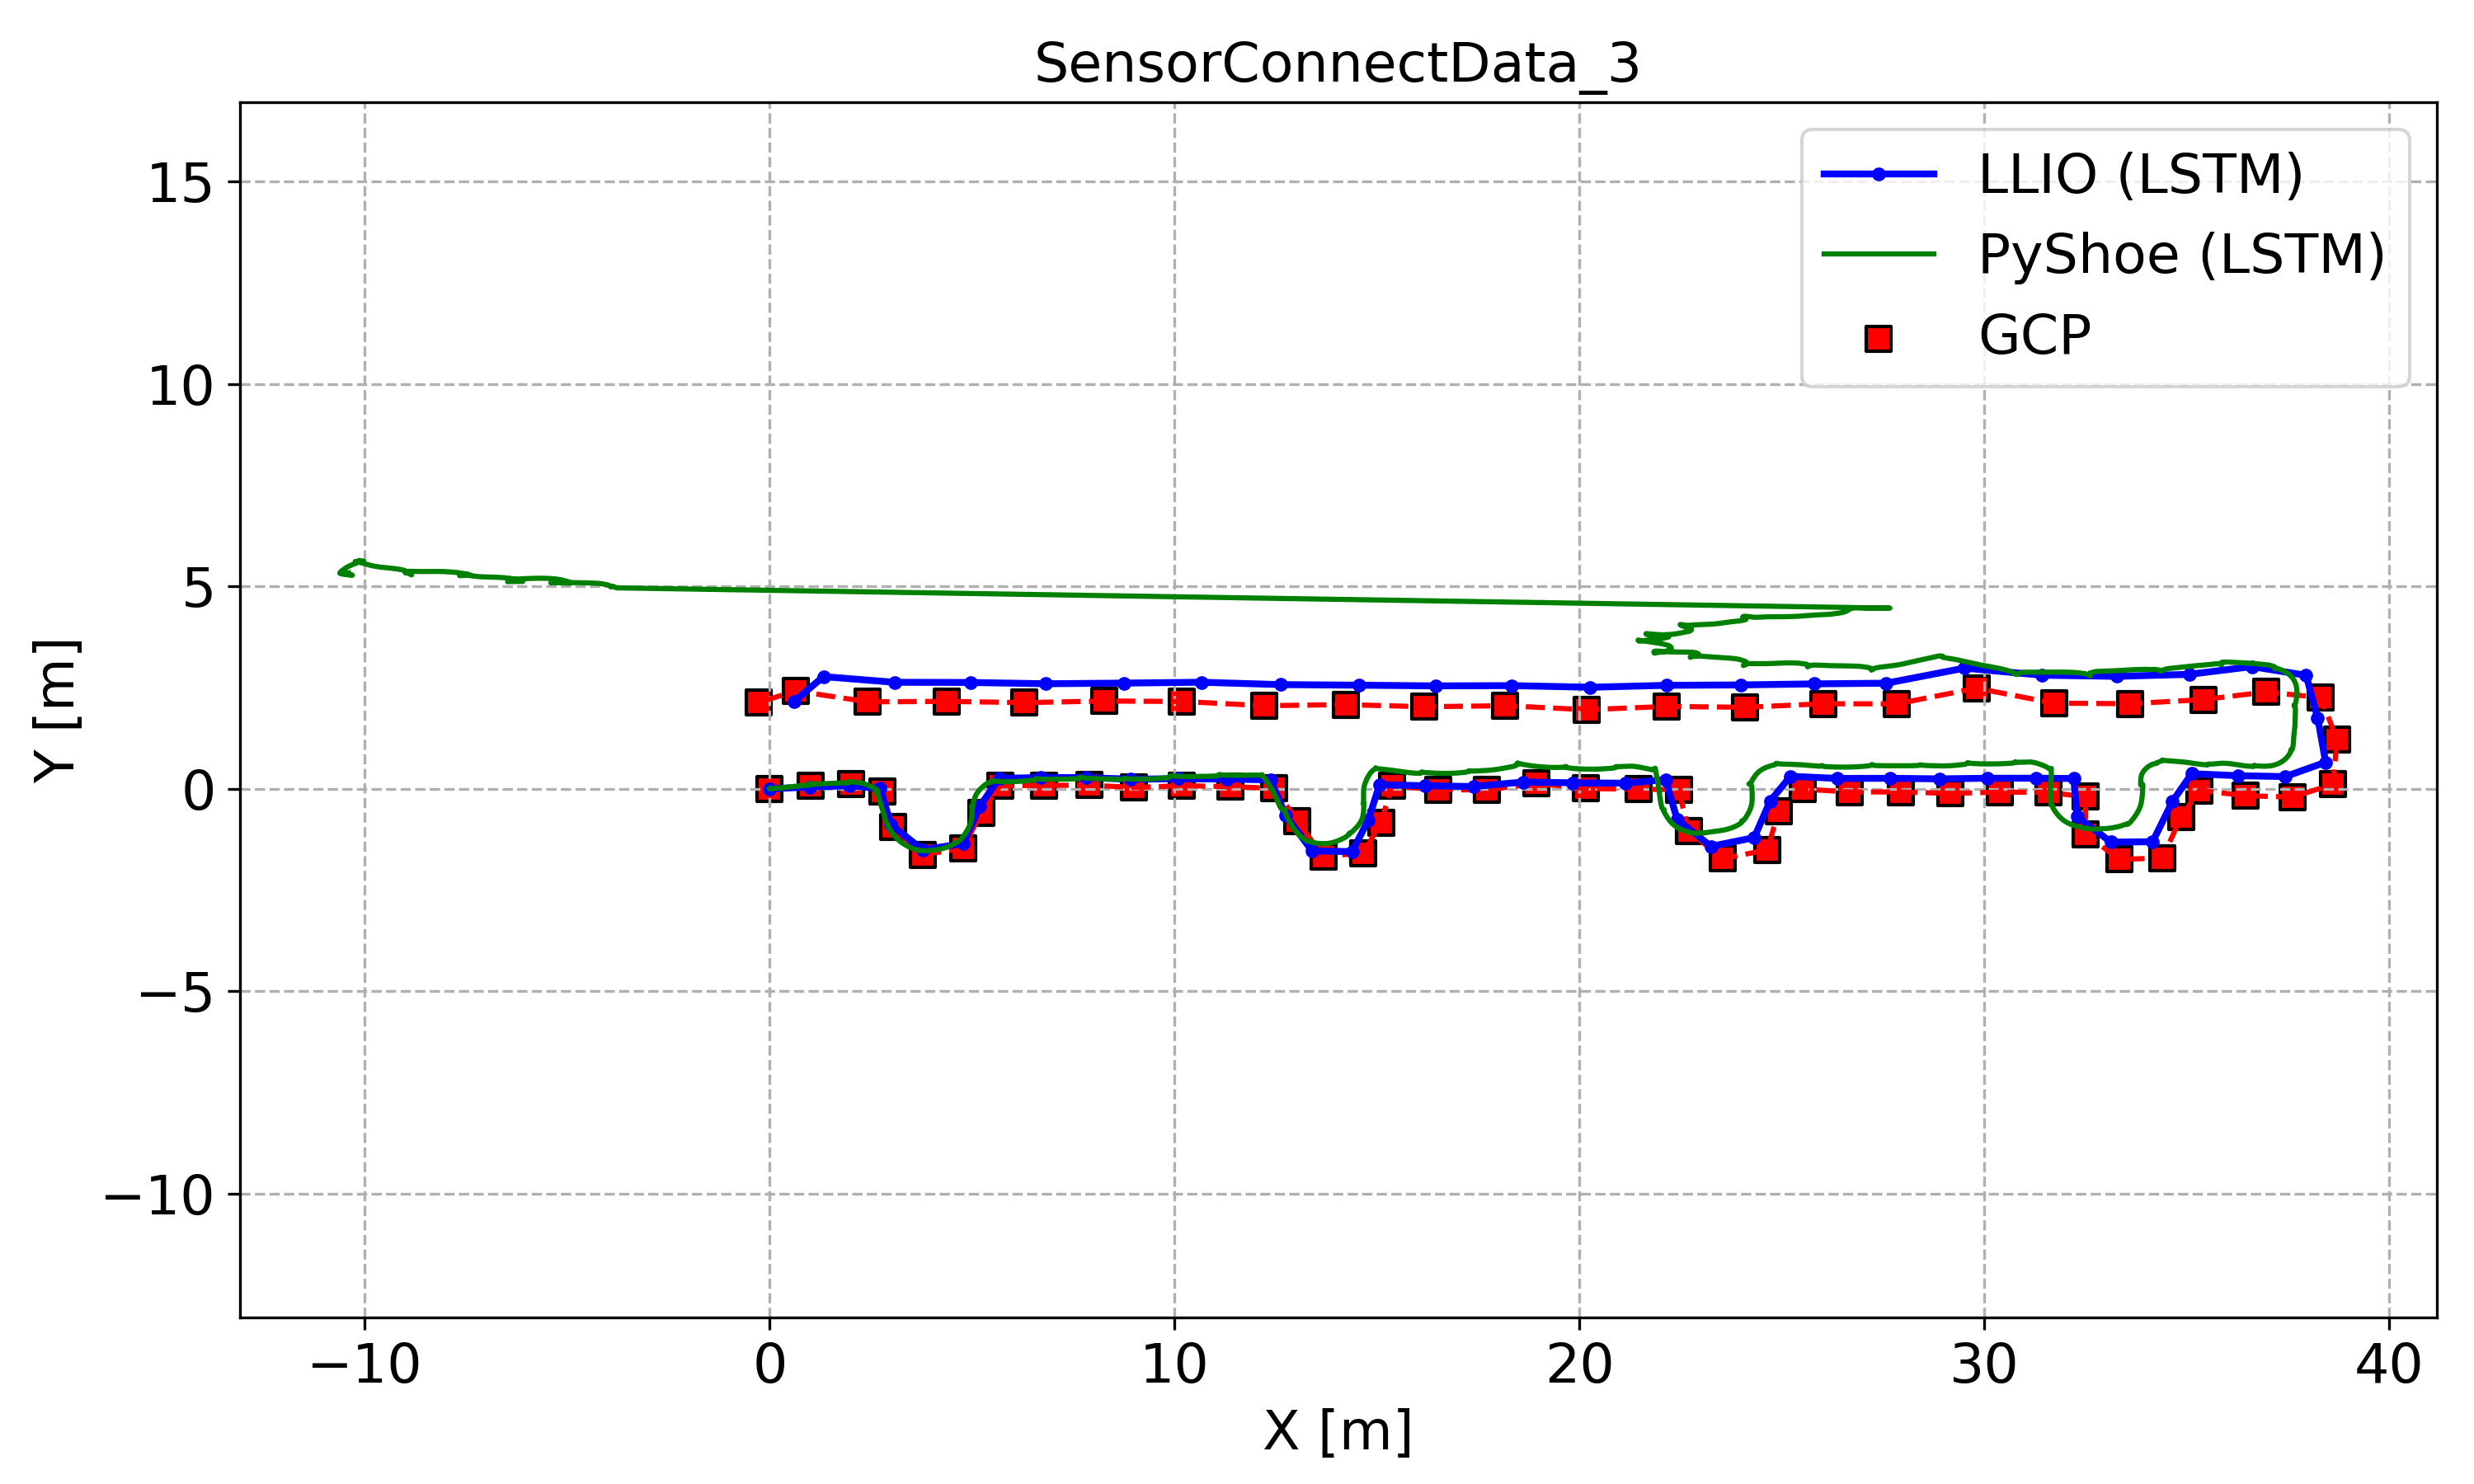 SensorConnectData_3
LLIO (LSTM)
PyShoe (LSTM)
GCP
15
10
5
0
−5
−10
Y [m]
−10
0
10
20
30
40
X [m]